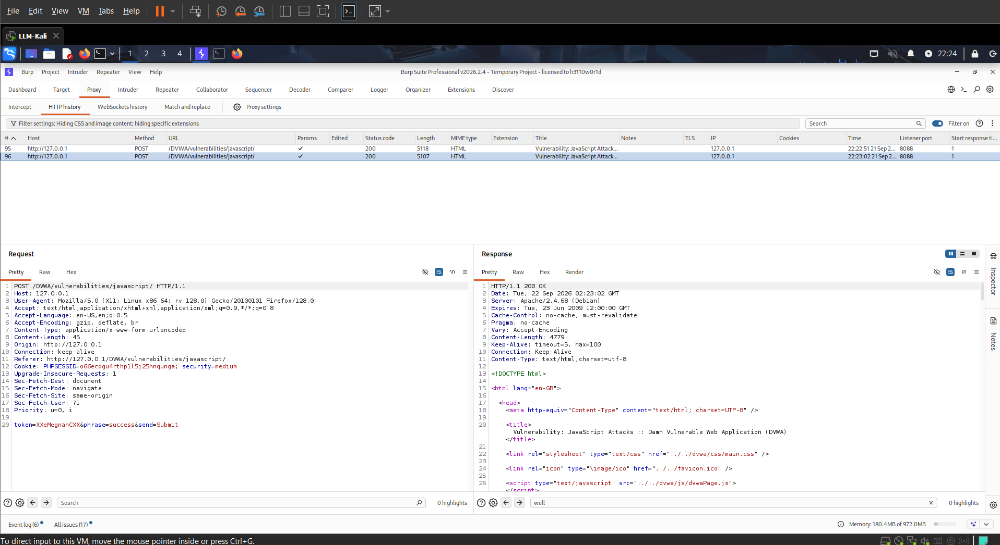 File Edit View VM Tabs Help
LLM-Kali
1 2 3 4
22:24
Burp Project Intruder Repeater View Help
Burp Suite Professional v2026.2.4 - Temporary Project - licensed to h3110w0r1d
Dashboard Target Proxy Intruder Repeater Collaborator Sequencer Decoder Comparer Logger Organizer Extensions Discover
Intercept HTTP history WebSockets history Match and replace Proxy settings
Filter settings: Hiding CSS and image content; hiding specific extensions
Search
Filter on
# Host Method URL Params Edited Status code Length MIME type Extension Title Notes TLS IP Cookies Time Listener port Start response ti...
95 http://127.0.0.1 POST /DVWA/vulnerabilities/javascript/ ✓ 200 5118 HTML Vulnerability: JavaScript Attack... 127.0.0.1 22:22:51 21 Sep 2... 8088 1
96 http://127.0.0.1 POST /DVWA/vulnerabilities/javascript/ ✓ 200 5107 HTML Vulnerability: JavaScript Attack... 127.0.0.1 22:23:02 21 Sep 2... 8088 1
Request
Pretty Raw Hex
\n
1 POST /DVWA/vulnerabilities/javascript/ HTTP/1.1
2 Host: 127.0.0.1
3 User-Agent: Mozilla/5.0 (X11; Linux x86_64; rv:128.0) Gecko/20100101 Firefox/128.0
4 Accept: text/html,application/xhtml+xml,application/xml;q=0.9,*/*;q=0.8
5 Accept-Language: en-US,en;q=0.5
6 Accept-Encoding: gzip, deflate, br
7 Content-Type: application/x-www-form-urlencoded
8 Content-Length: 45
9 Origin: http://127.0.0.1
10 Connection: keep-alive
11 Referer: http://127.0.0.1/DVWA/vulnerabilities/javascript/
12 Cookie: PHPSESSID=o66ecdgu4rthp1l5j25hnqunga; security=medium
13 Upgrade-Insecure-Requests: 1
14 Sec-Fetch-Dest: document
15 Sec-Fetch-Mode: navigate
16 Sec-Fetch-Site: same-origin
17 Sec-Fetch-User: ?1
18 Priority: u=0, i
19
20 token=XXeMegnahCXX&phrase=success&send=Submit
Search
0 highlights
Response
Pretty Raw Hex Render
\n
1 HTTP/1.1 200 OK
2 Date: Tue, 22 Sep 2026 02:23:02 GMT
3 Server: Apache/2.4.68 (Debian)
4 Expires: Tue, 23 Jun 2009 12:00:00 GMT
5 Cache-Control: no-cache, must-revalidate
6 Pragma: no-cache
7 Vary: Accept-Encoding
8 Content-Length: 4779
9 Keep-Alive: timeout=5, max=100
10 Connection: Keep-Alive
11 Content-Type: text/html;charset=utf-8
12
13 <!DOCTYPE html>
14
15 <html lang="en-GB">
16
17 <head>
18 <meta http-equiv="Content-Type" content="text/html; charset=UTF-8" />
19
20 <title>
Vulnerability: JavaScript Attacks :: Damn Vulnerable Web Application (DVWA)
</title>
21
22 <link rel="stylesheet" type="text/css" href="../../dvwa/css/main.css" />
23
24 <link rel="icon" type="\image/ico" href="../../favicon.ico" />
25
26 <script type="text/javascript" src="../../dvwa/js/dvwaPage.js">
</script>
well
0 highlights
Inspector
Notes
Event log (6) All issues (17)
Memory: 180.4MB of 972.0MB
To direct input to this VM, move the mouse pointer inside or press Ctrl+G.